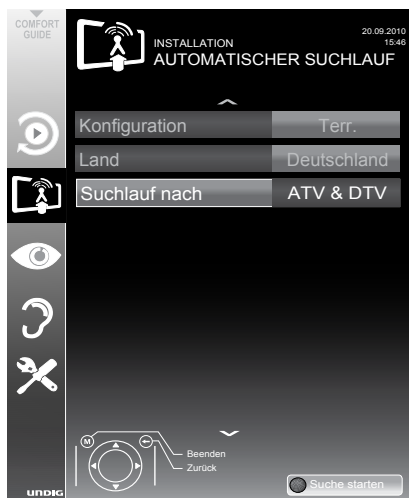 COMFORT
GUIDE
INSTALLATION
AUTOMATISCHER SUCHLAUF
20.09.2010
15:46
Konfiguration Terr.
Land Deutschland
Suchlauf nach ATV & DTV
M
Beenden
Zurück
Suche starten
UNDIG